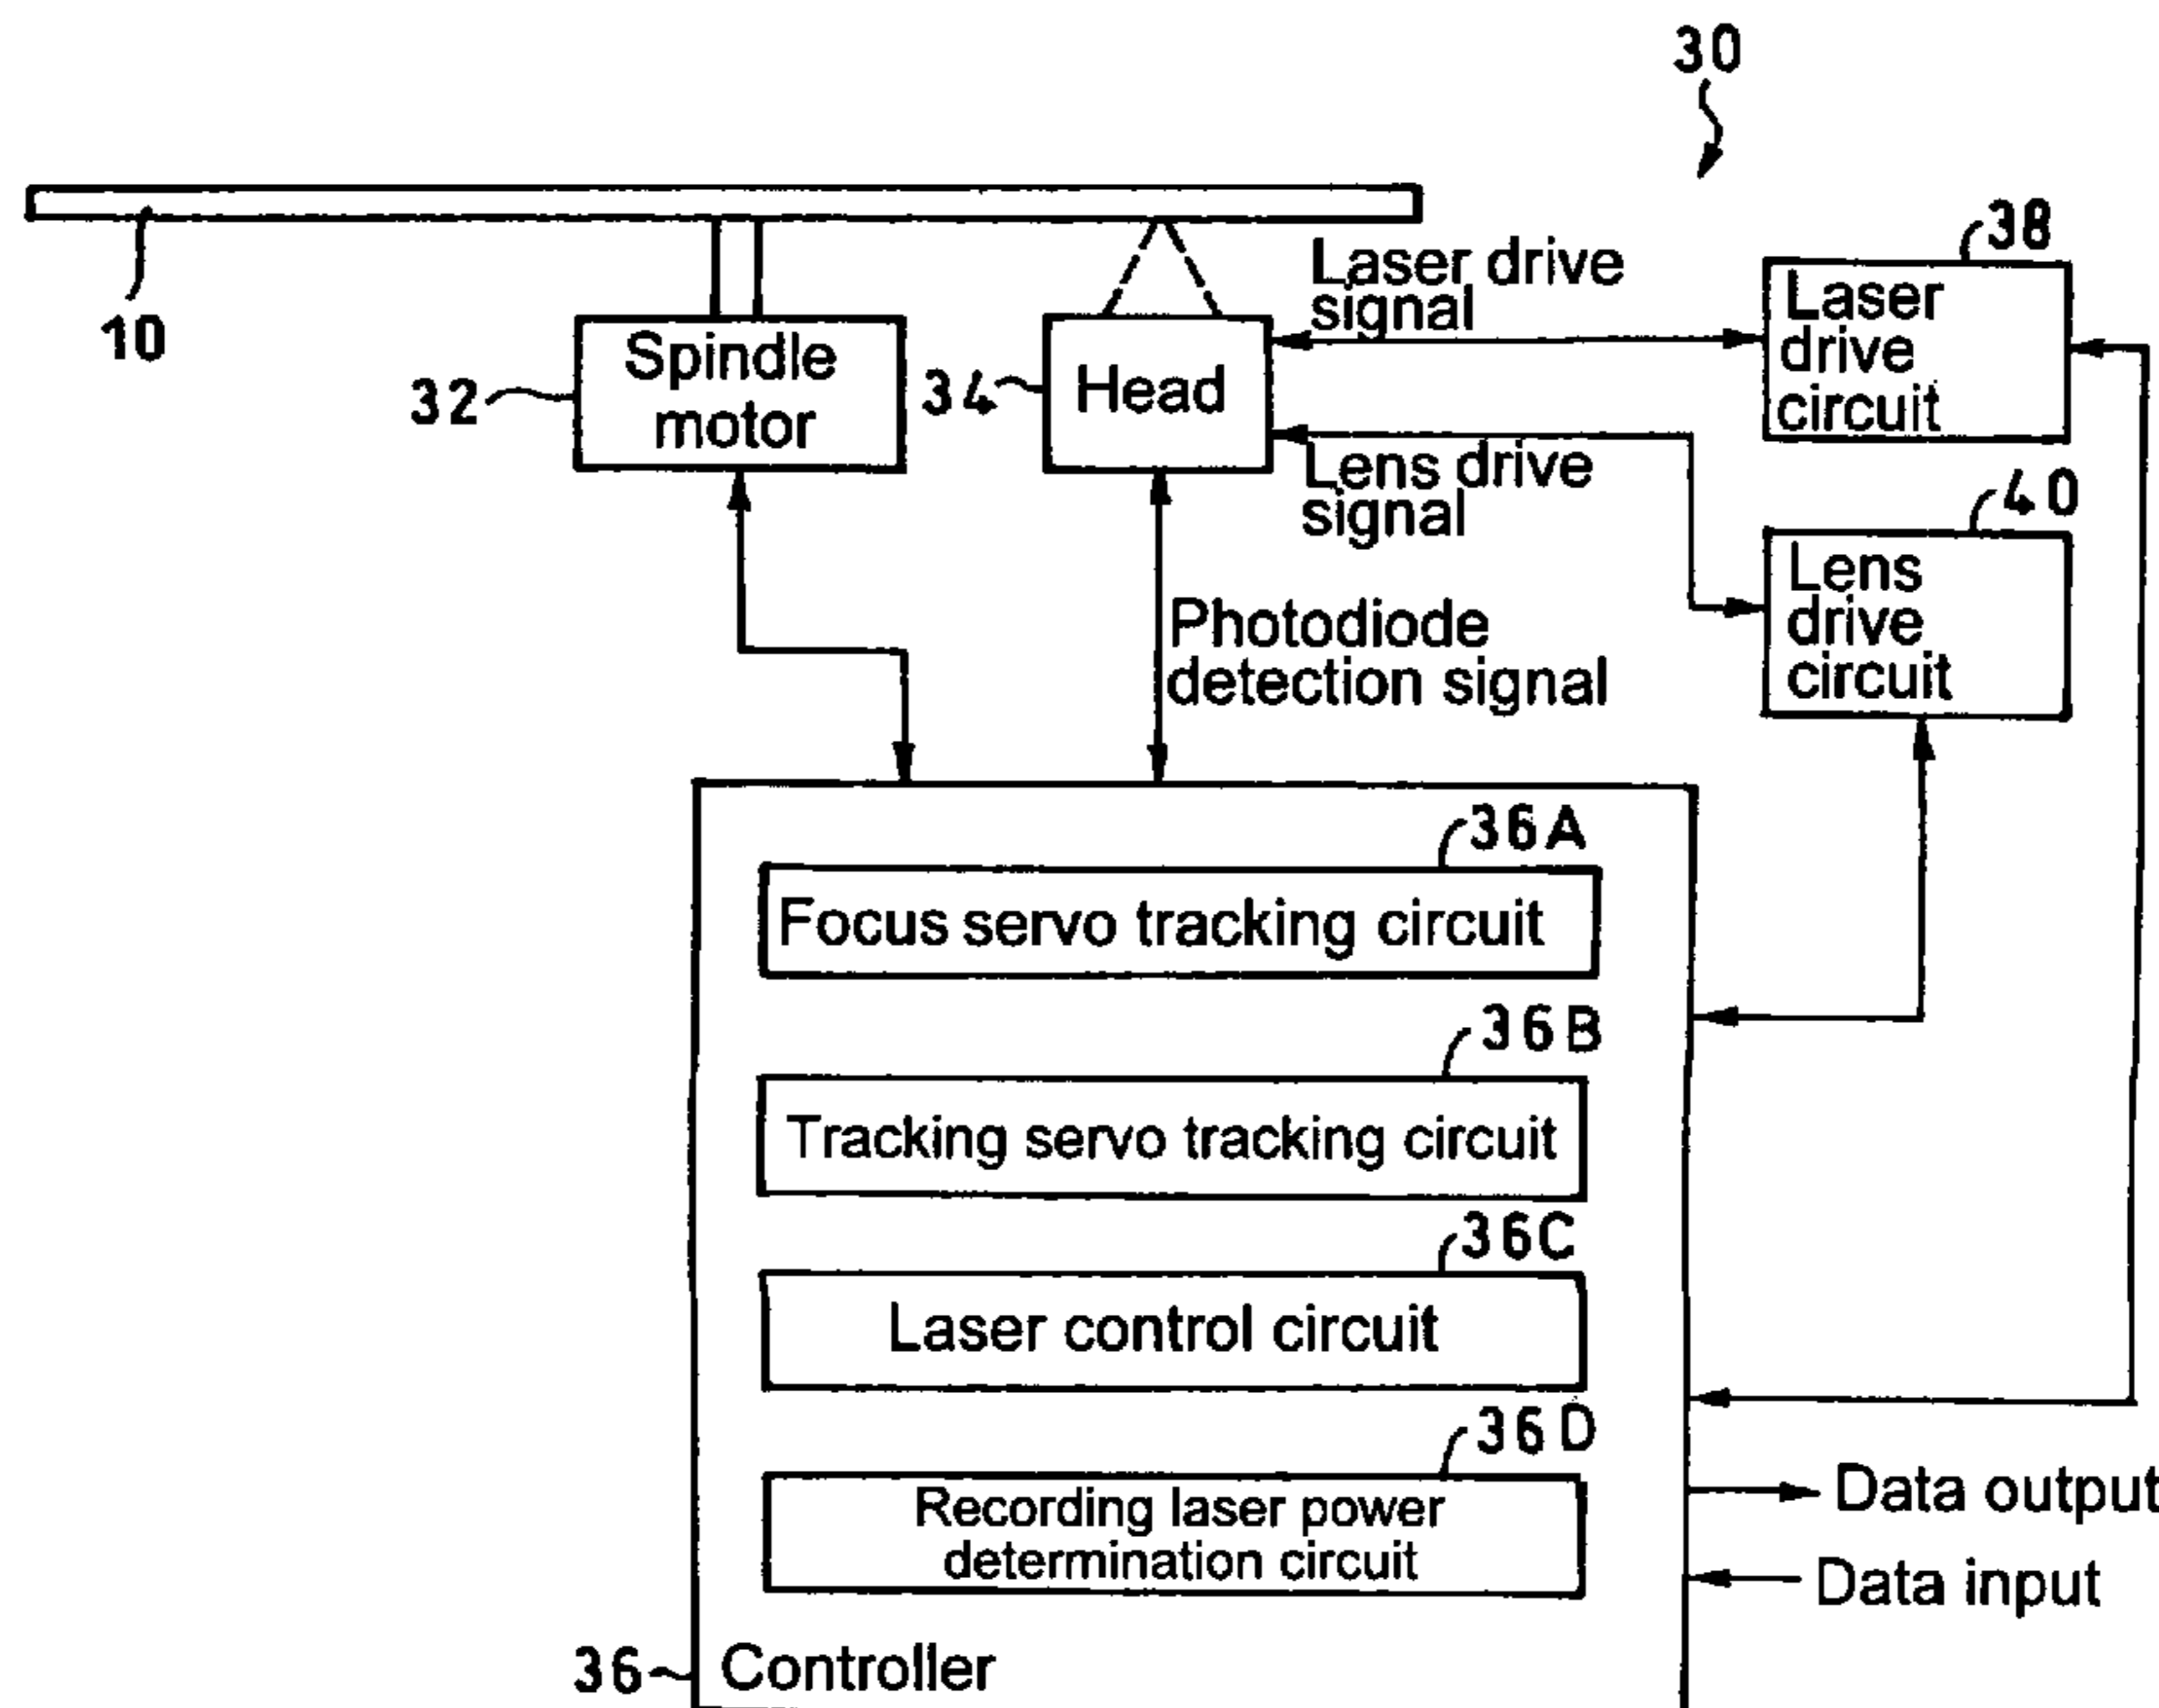 30
38
Laser drive
signal
Laser
drive
circuit
10
Spindle
motor
32
34
Head
Lens drive
signal
40
Lens
drive
circuit
Photodiode
detection signal
36A
Focus servo tracking circuit
36B
Tracking servo tracking circuit
36C
Laser control circuit
36D
Recording laser power
determination circuit
Data output
Data input
36
Controller